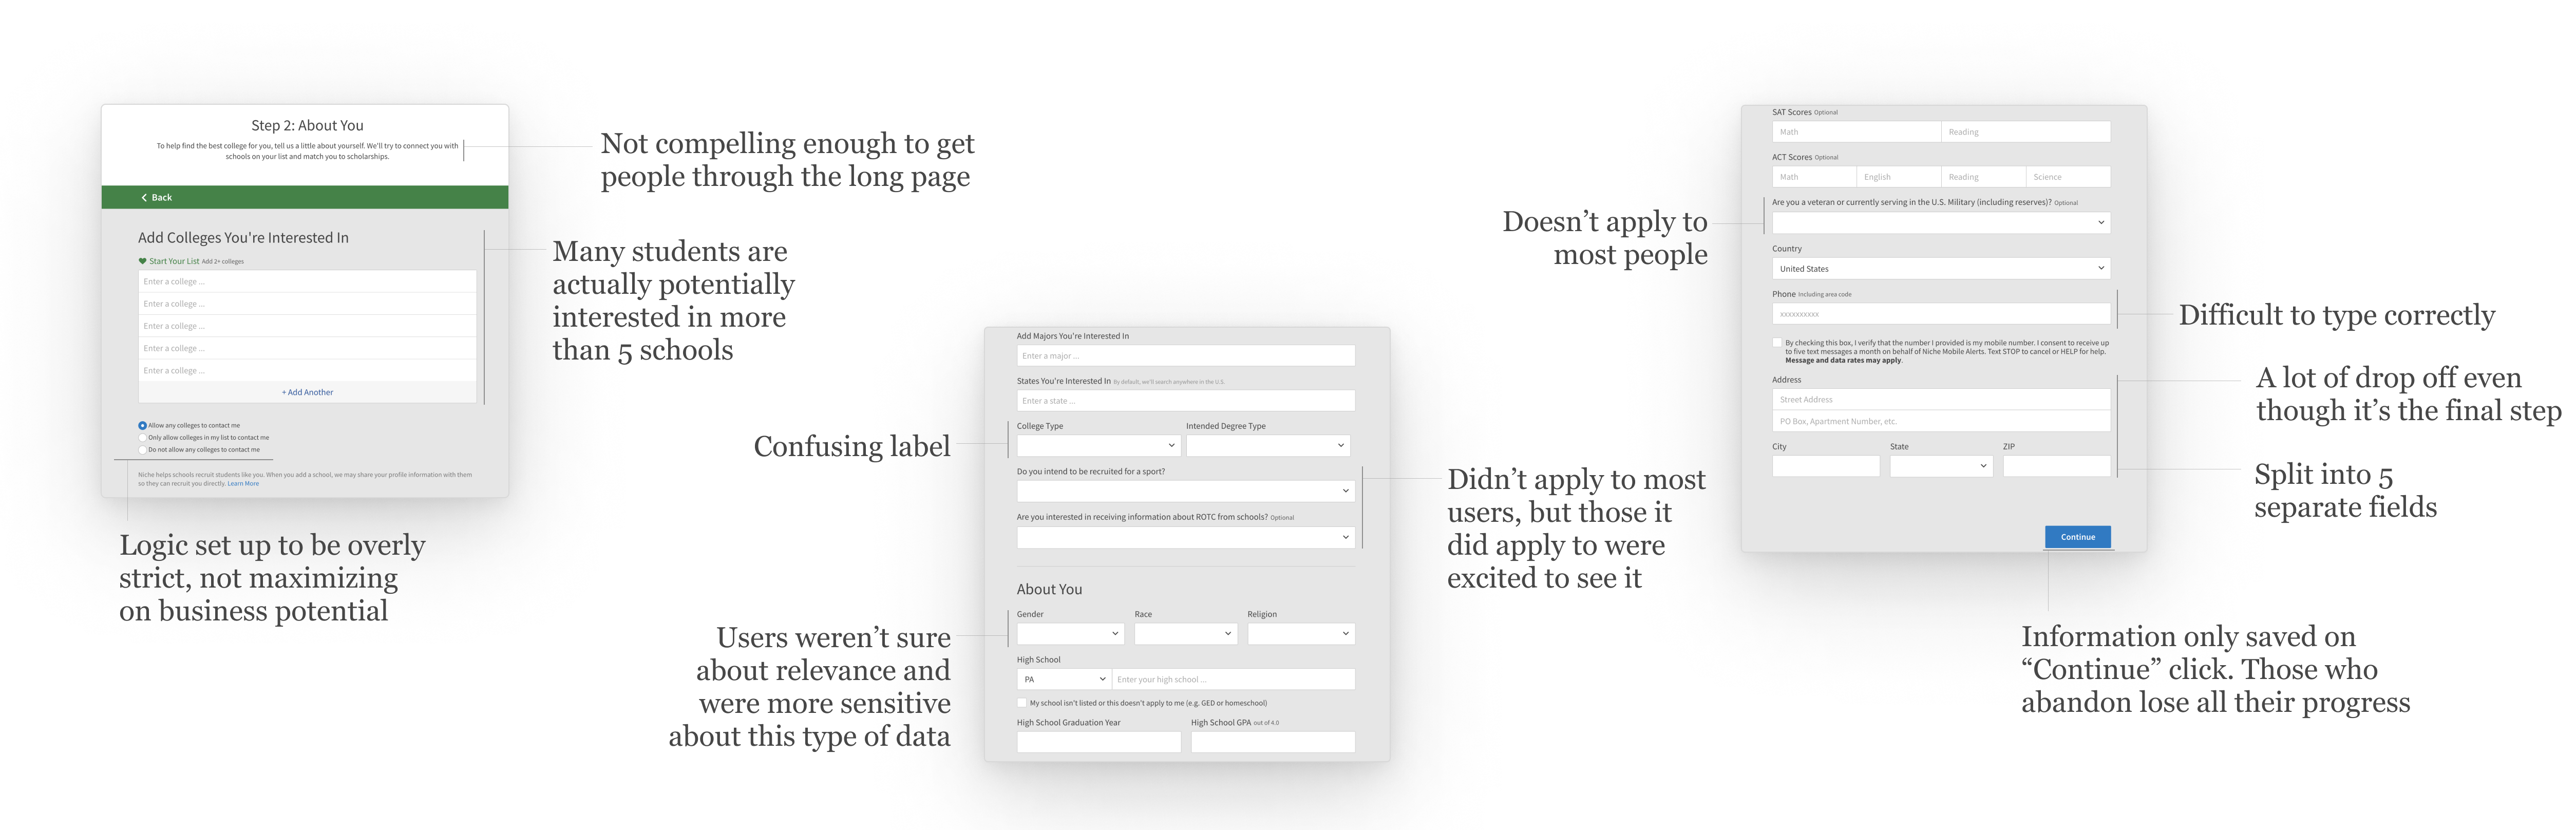 Step 2: About You
To help find the best college for you, tell us a little about yourself. We'll try to connect you with
schools on your list and match you to scholarships.
Back
Add Colleges You're Interested In
Start Your List Add 2+ colleges
Enter a college ...
Enter a college ...
Enter a college ...
Enter a college ...
Enter a college ...
+ Add Another
Allow any colleges to contact me
Only allow colleges in my list to contact me
Do not allow any colleges to contact me
Niche helps schools recruit students like you. When you add a school, we may share your profile information with them
so they can recruit you directly. Learn More
Not compelling enough to get
people through the long page
Many students are
actually potentially
interested in more
than 5 schools
Logic set up to be overly
strict, not maximizing
on business potential
Add Majors You're Interested In
Enter a major ...
States You're Interested In By default, we'll search anywhere in the U.S.
Enter a state ...
College Type Intended Degree Type
Do you intend to be recruited for a sport?
Are you interested in receiving information about ROTC from schools? Optional
About You
Gender Race Religion
High School
PA Enter your high school ...
My school isn't listed or this doesn't apply to me (e.g. GED or homeschool)
High School Graduation Year High School GPA out of 4.0
Confusing label
Users weren't sure
about relevance and
were more sensitive
about this type of data
Didn't apply to most
users, but those it
did apply to were
excited to see it
SAT Scores Optional
Math Reading
ACT Scores Optional
Math English Reading Science
Are you a veteran or currently serving in the U.S. Military (including reserves)? Optional
Country
United States
Phone Including area code
xxxxxxxxxx
By checking this box, I verify that the number I provided is my mobile number. I consent to receive up
to five text messages a month on behalf of Niche Mobile Alerts. Text STOP to cancel or HELP for help.
Message and data rates may apply.
Address
Street Address
PO Box, Apartment Number, etc.
City State ZIP
Continue
Doesn't apply to
most people
Difficult to type correctly
A lot of drop off even
though it's the final step
Split into 5
separate fields
Information only saved on
“Continue” click. Those who
abandon lose all their progress